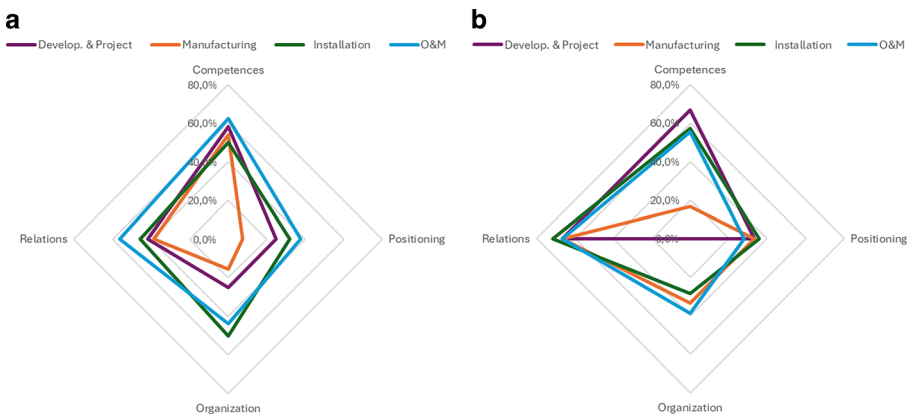 a
Develop. & Project Manufacturing Installation O&M
Competences
80,0%
60,0%
40,0%
20,0%
0,0%
Relations
Positioning
Organization
b
Develop. & Project Manufacturing Installation O&M
Competences
80,0%
60,0%
40,0%
20,0%
0,0%
Relations
Positioning
Organization